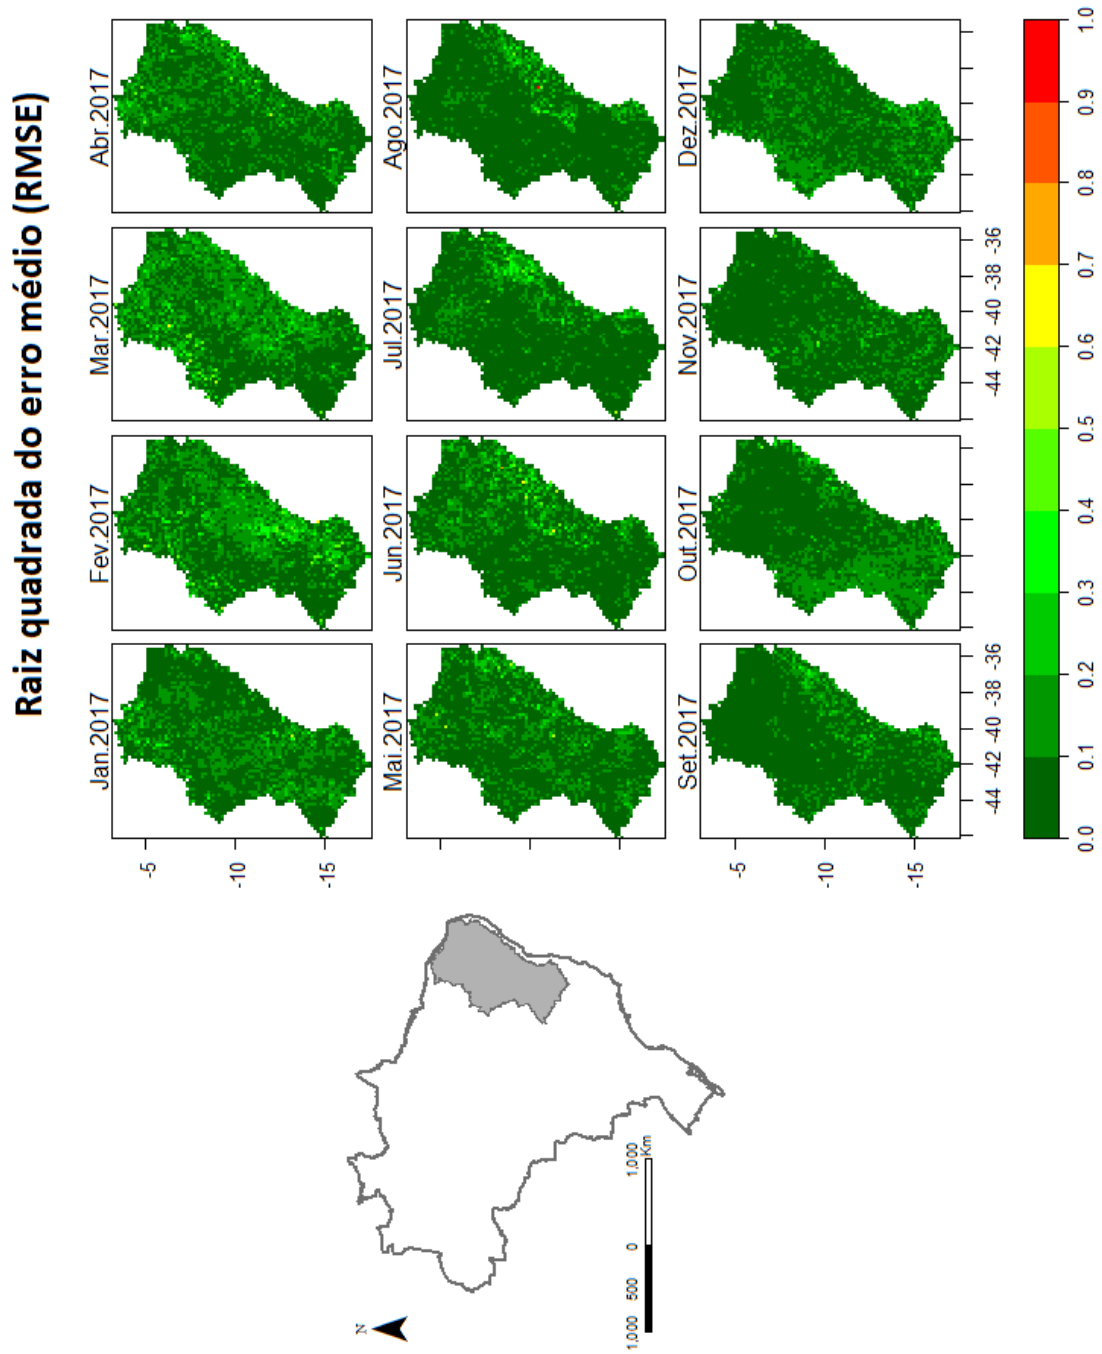 Raiz quadrada do erro médio (RMSE)
Jan.2017 Fev.2017 Mar.2017 Abr.2017
Mai.2017 Jun.2017 Jul.2017 Ago.2017
Set.2017 Out.2017 Nov.2017 Dez.2017
-5
-10
-15
-5
-10
-15
-44 -42 -40 -38 -36
-44 -42 -40 -38 -36
0.0 0.1 0.2 0.3 0.4 0.5 0.6 0.7 0.8 0.9 1.0
N
1.000 500 0 1.000
Km